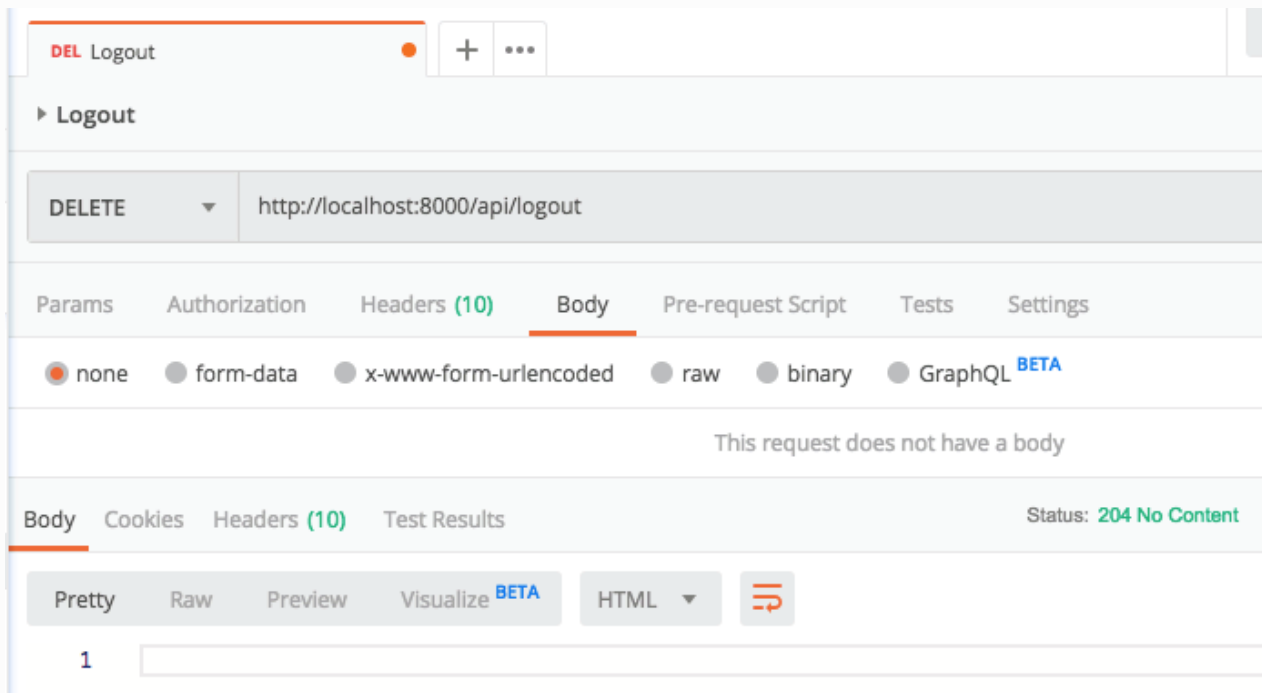 DEL Logout
Logout
DELETE http://localhost:8000/api/logout
Params Authorization Headers (10) Body Pre-request Script Tests Settings
none form-data x-www-form-urlencoded raw binary GraphQL BETA
This request does not have a body
Body Cookies Headers (10) Test Results Status: 204 No Content
Pretty Raw Preview Visualize BETA HTML
1